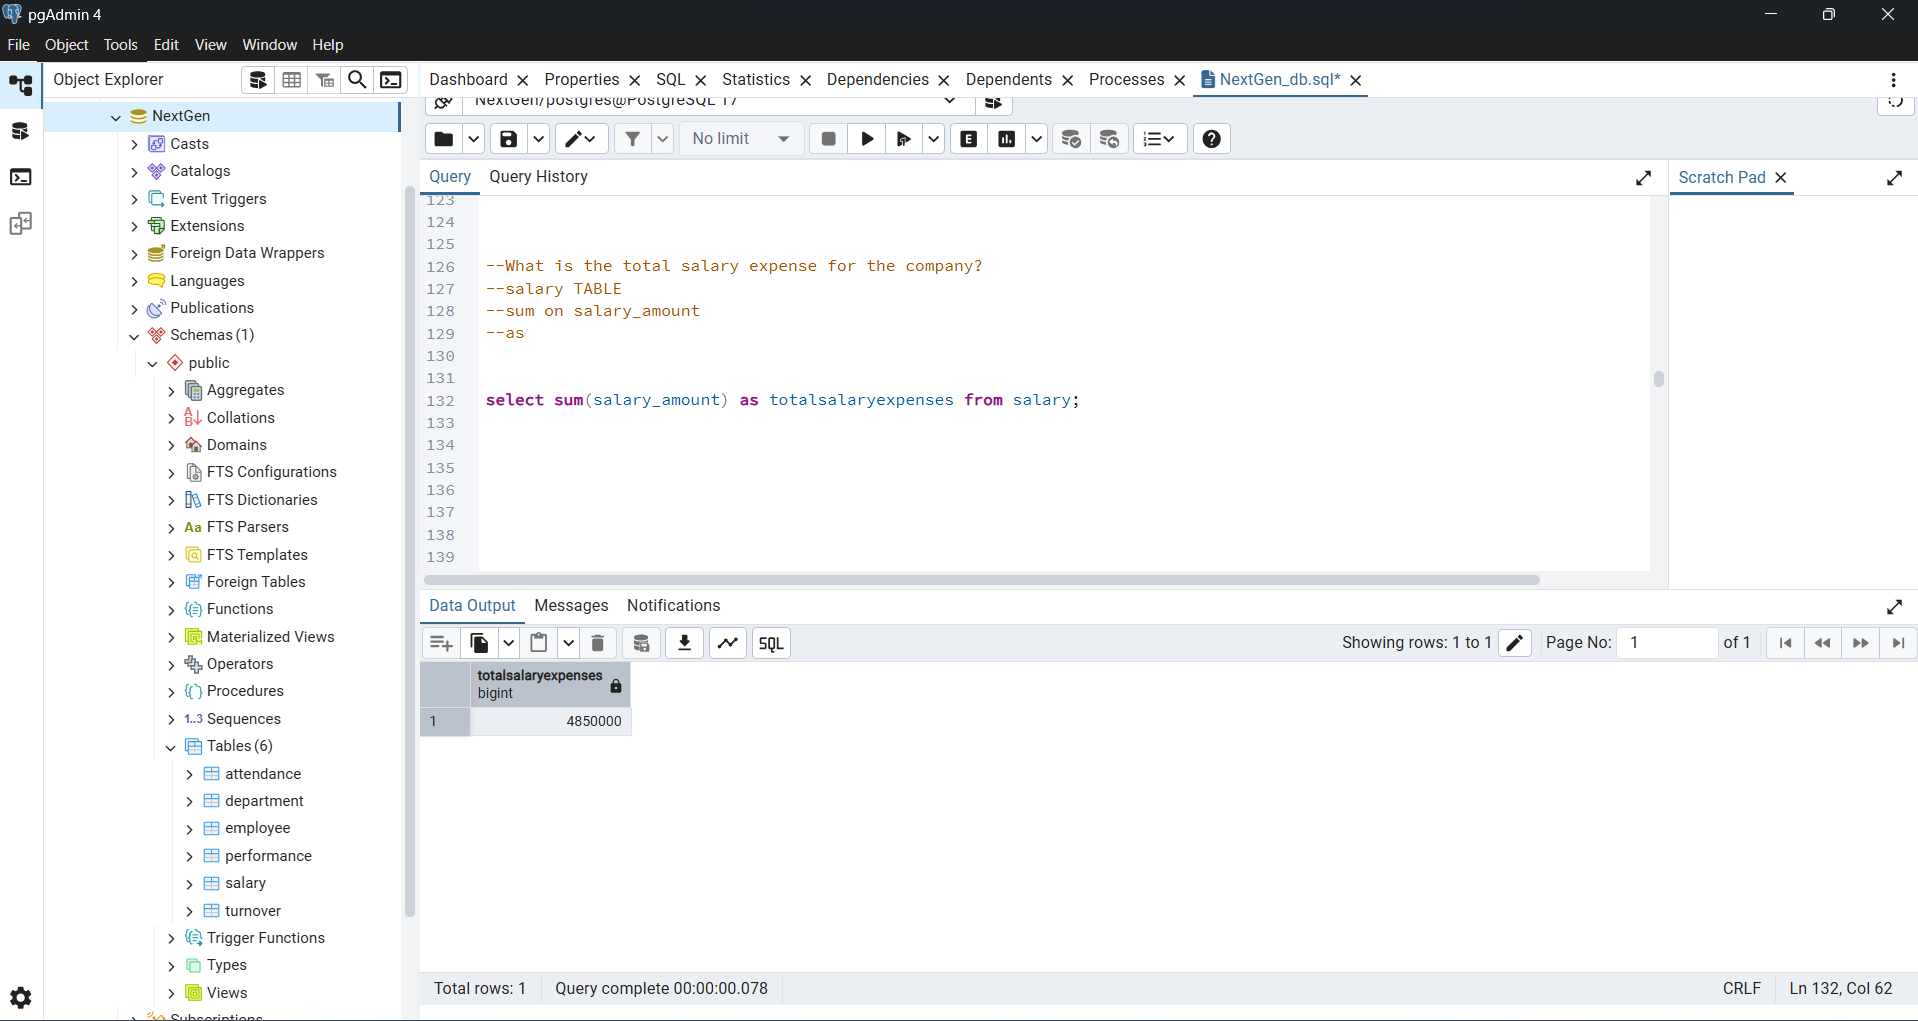 pgAdmin 4
File Object Tools Edit View Window Help
Object Explorer
Dashboard Properties SQL Statistics Dependencies Dependents Processes NextGen_db.sql*
NextGen/postgres@PostgreSQL 17
NextGen
Casts
Catalogs
Event Triggers
Extensions
Foreign Data Wrappers
Languages
Publications
Schemas (1)
public
Aggregates
Collations
Domains
FTS Configurations
FTS Dictionaries
Aa FTS Parsers
FTS Templates
Foreign Tables
Functions
Materialized Views
Operators
Procedures
1..3 Sequences
Tables (6)
attendance
department
employee
performance
salary
turnover
Trigger Functions
Types
Views
Subscriptions
No limit
E
Query Query History
Scratch Pad
123
124
125
126 --What is the total salary expense for the company?
127 --salary TABLE
128 --sum on salary_amount
129 --as
130
131
132 select sum(salary_amount) as totalsalaryexpenses from salary;
133
134
135
136
137
138
139
Data Output Messages Notifications
SQL
Showing rows: 1 to 1 Page No: 1 of 1
totalsalaryexpenses
bigint
1 4850000
Total rows: 1 Query complete 00:00:00.078 CRLF Ln 132, Col 62